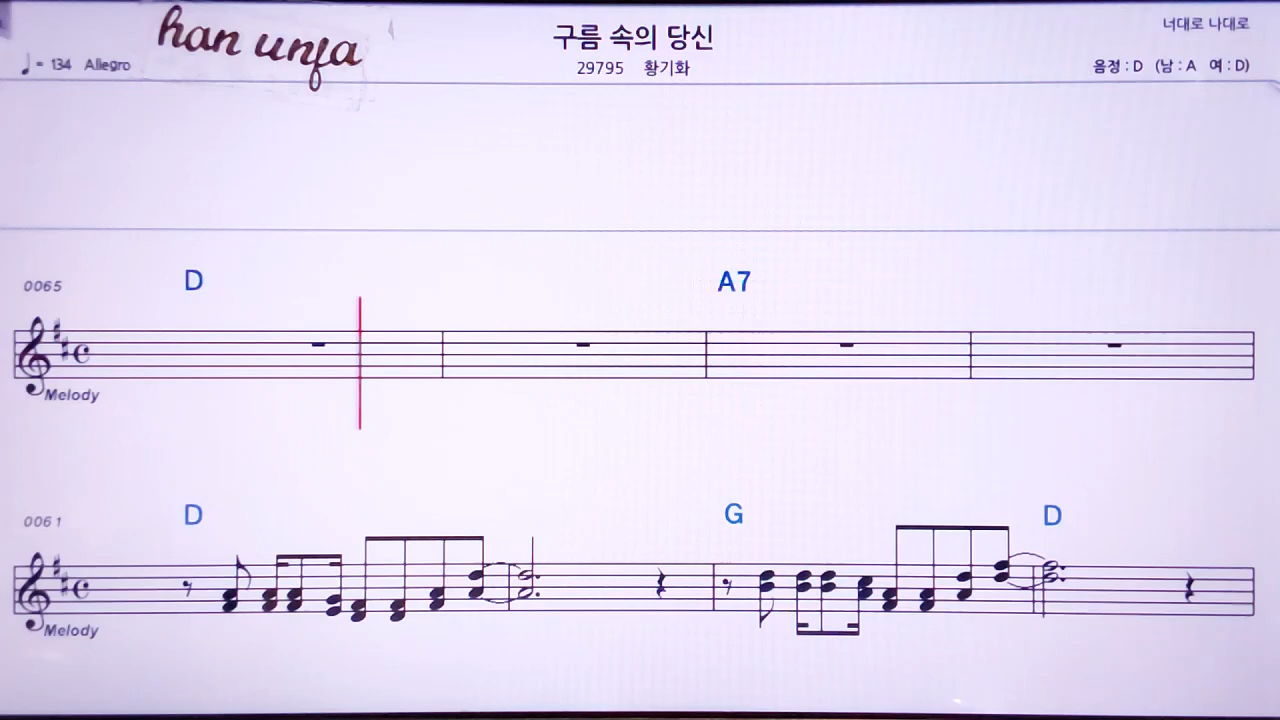 han unfa
구름 속의 당신
너대로 나대로
♩ = 134 Allegro
29795 황기화
음정 : D (남 : A 여 : D)
0065
D A7
Melody
0061
D G D
Melody